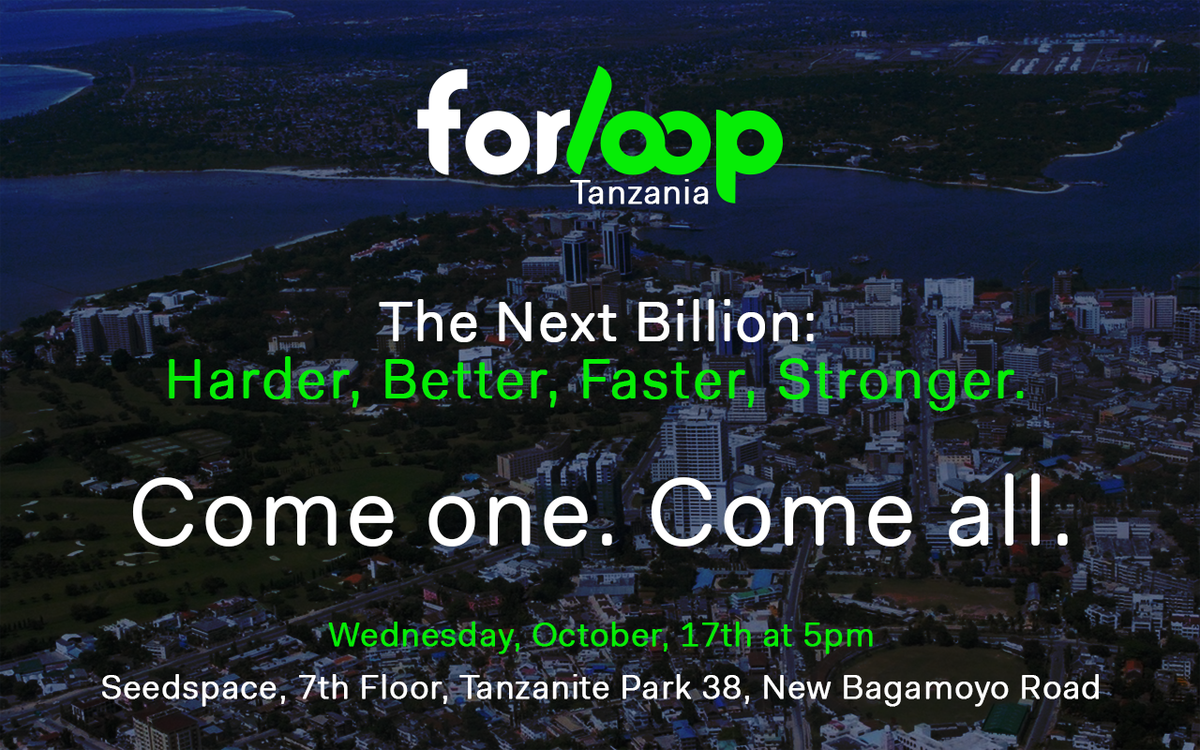 forloop
Tanzania
The Next Billion:
Harder, Better, Faster, Stronger.
Come one. Come all.
Wednesday, October, 17th at 5pm
Seedspace, 7th Floor, Tanzanite Park 38, New Bagamoyo Road